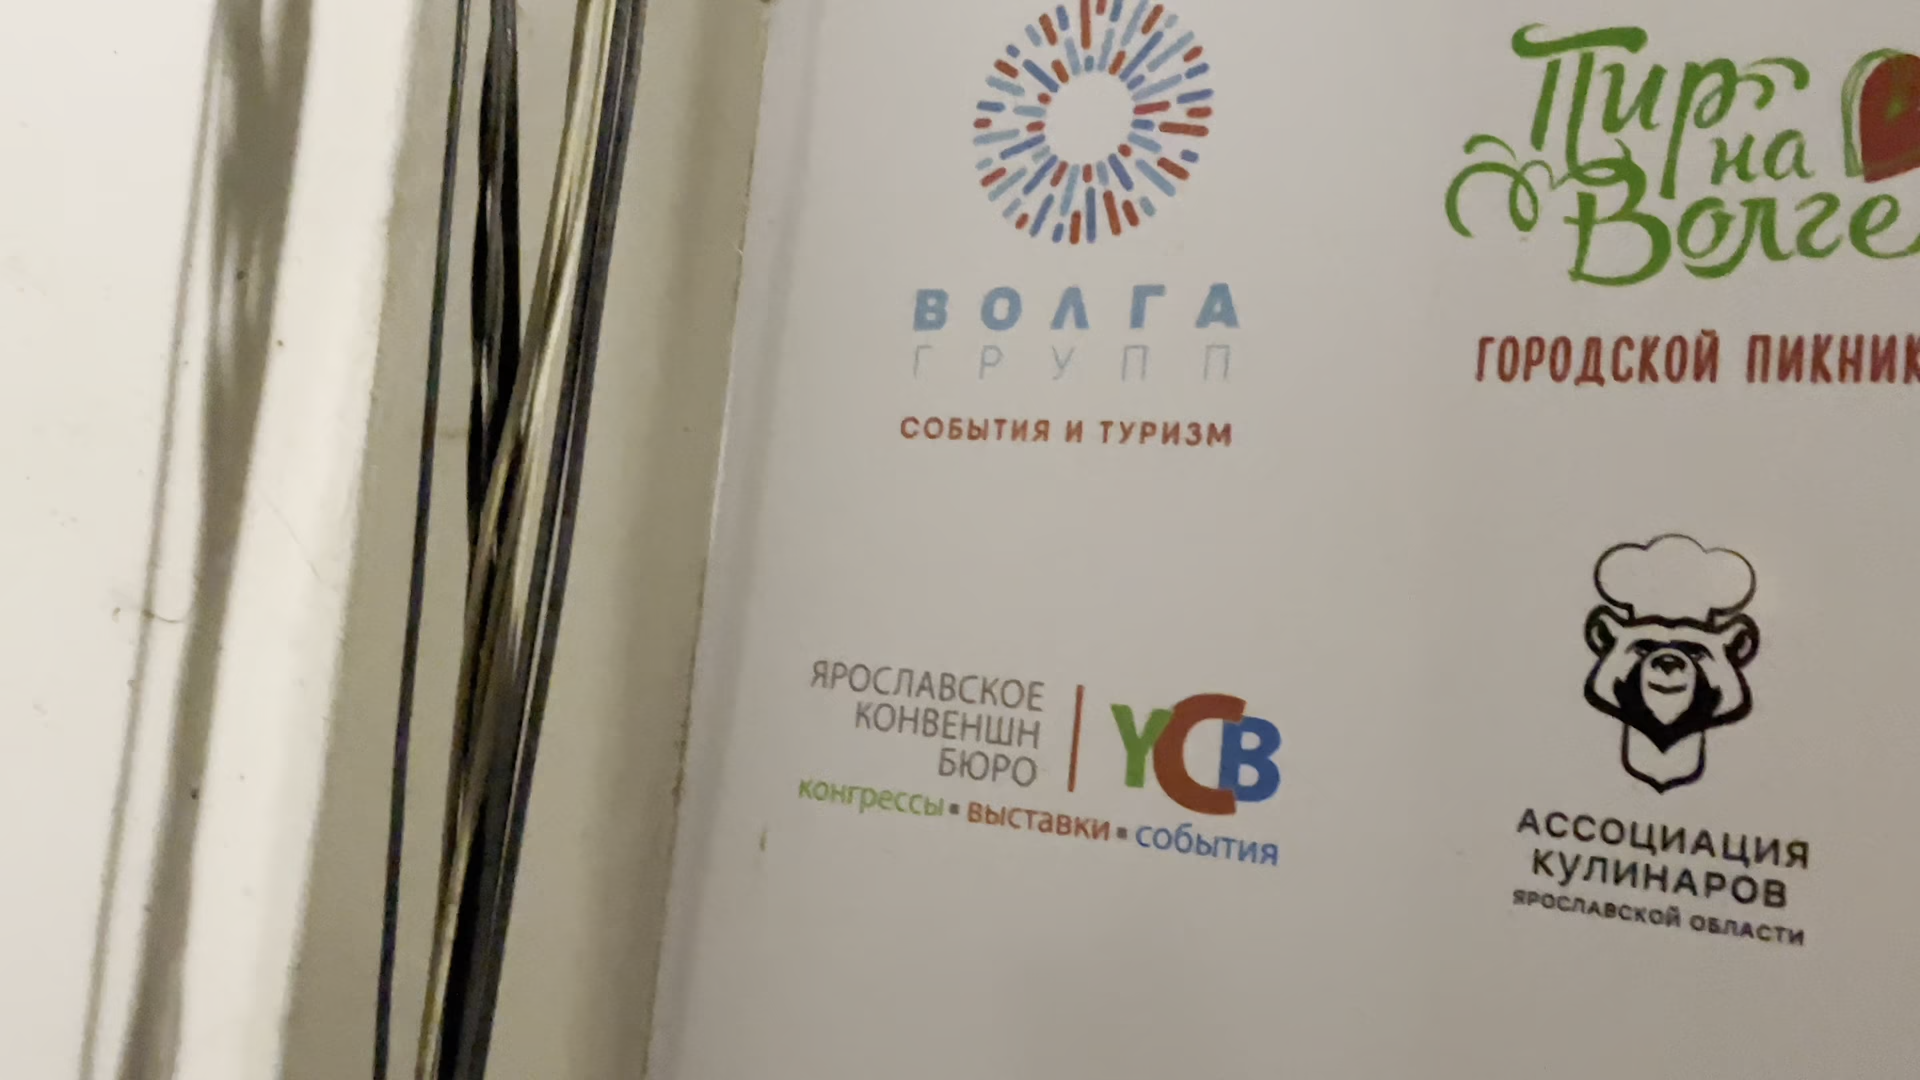 ВОЛГА
ГРУПП
СОБЫТИЯ И ТУРИЗМ
Пир
на
Волге
ГОРОДСКОЙ ПИКНИК
ЯРОСЛАВСКОЕ
КОНВЕНШН
БЮРО
YCB
конгрессы▪выставки▪события
АССОЦИАЦИЯ
КУЛИНАРОВ
ЯРОСЛАВСКОЙ ОБЛАСТИ